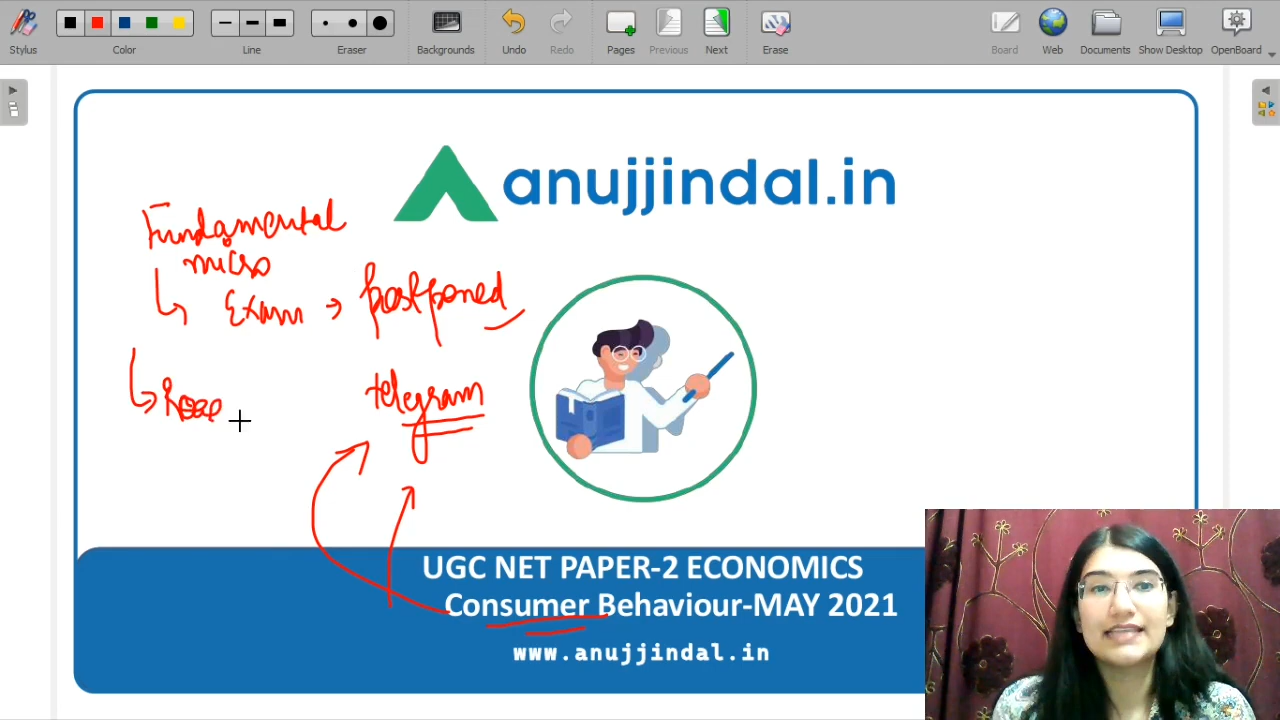 Stylus
Color
Line
Eraser
Backgrounds
Undo
Redo
Pages
Previous
Next
Erase
Board
Web
Documents
Show Desktop
OpenBoard
anujjindal.in
Fundamental
micro
Exam → postponed
telegram
UGC NET PAPER-2 ECONOMICS
Consumer Behaviour-MAY 2021
www.anujjindal.in